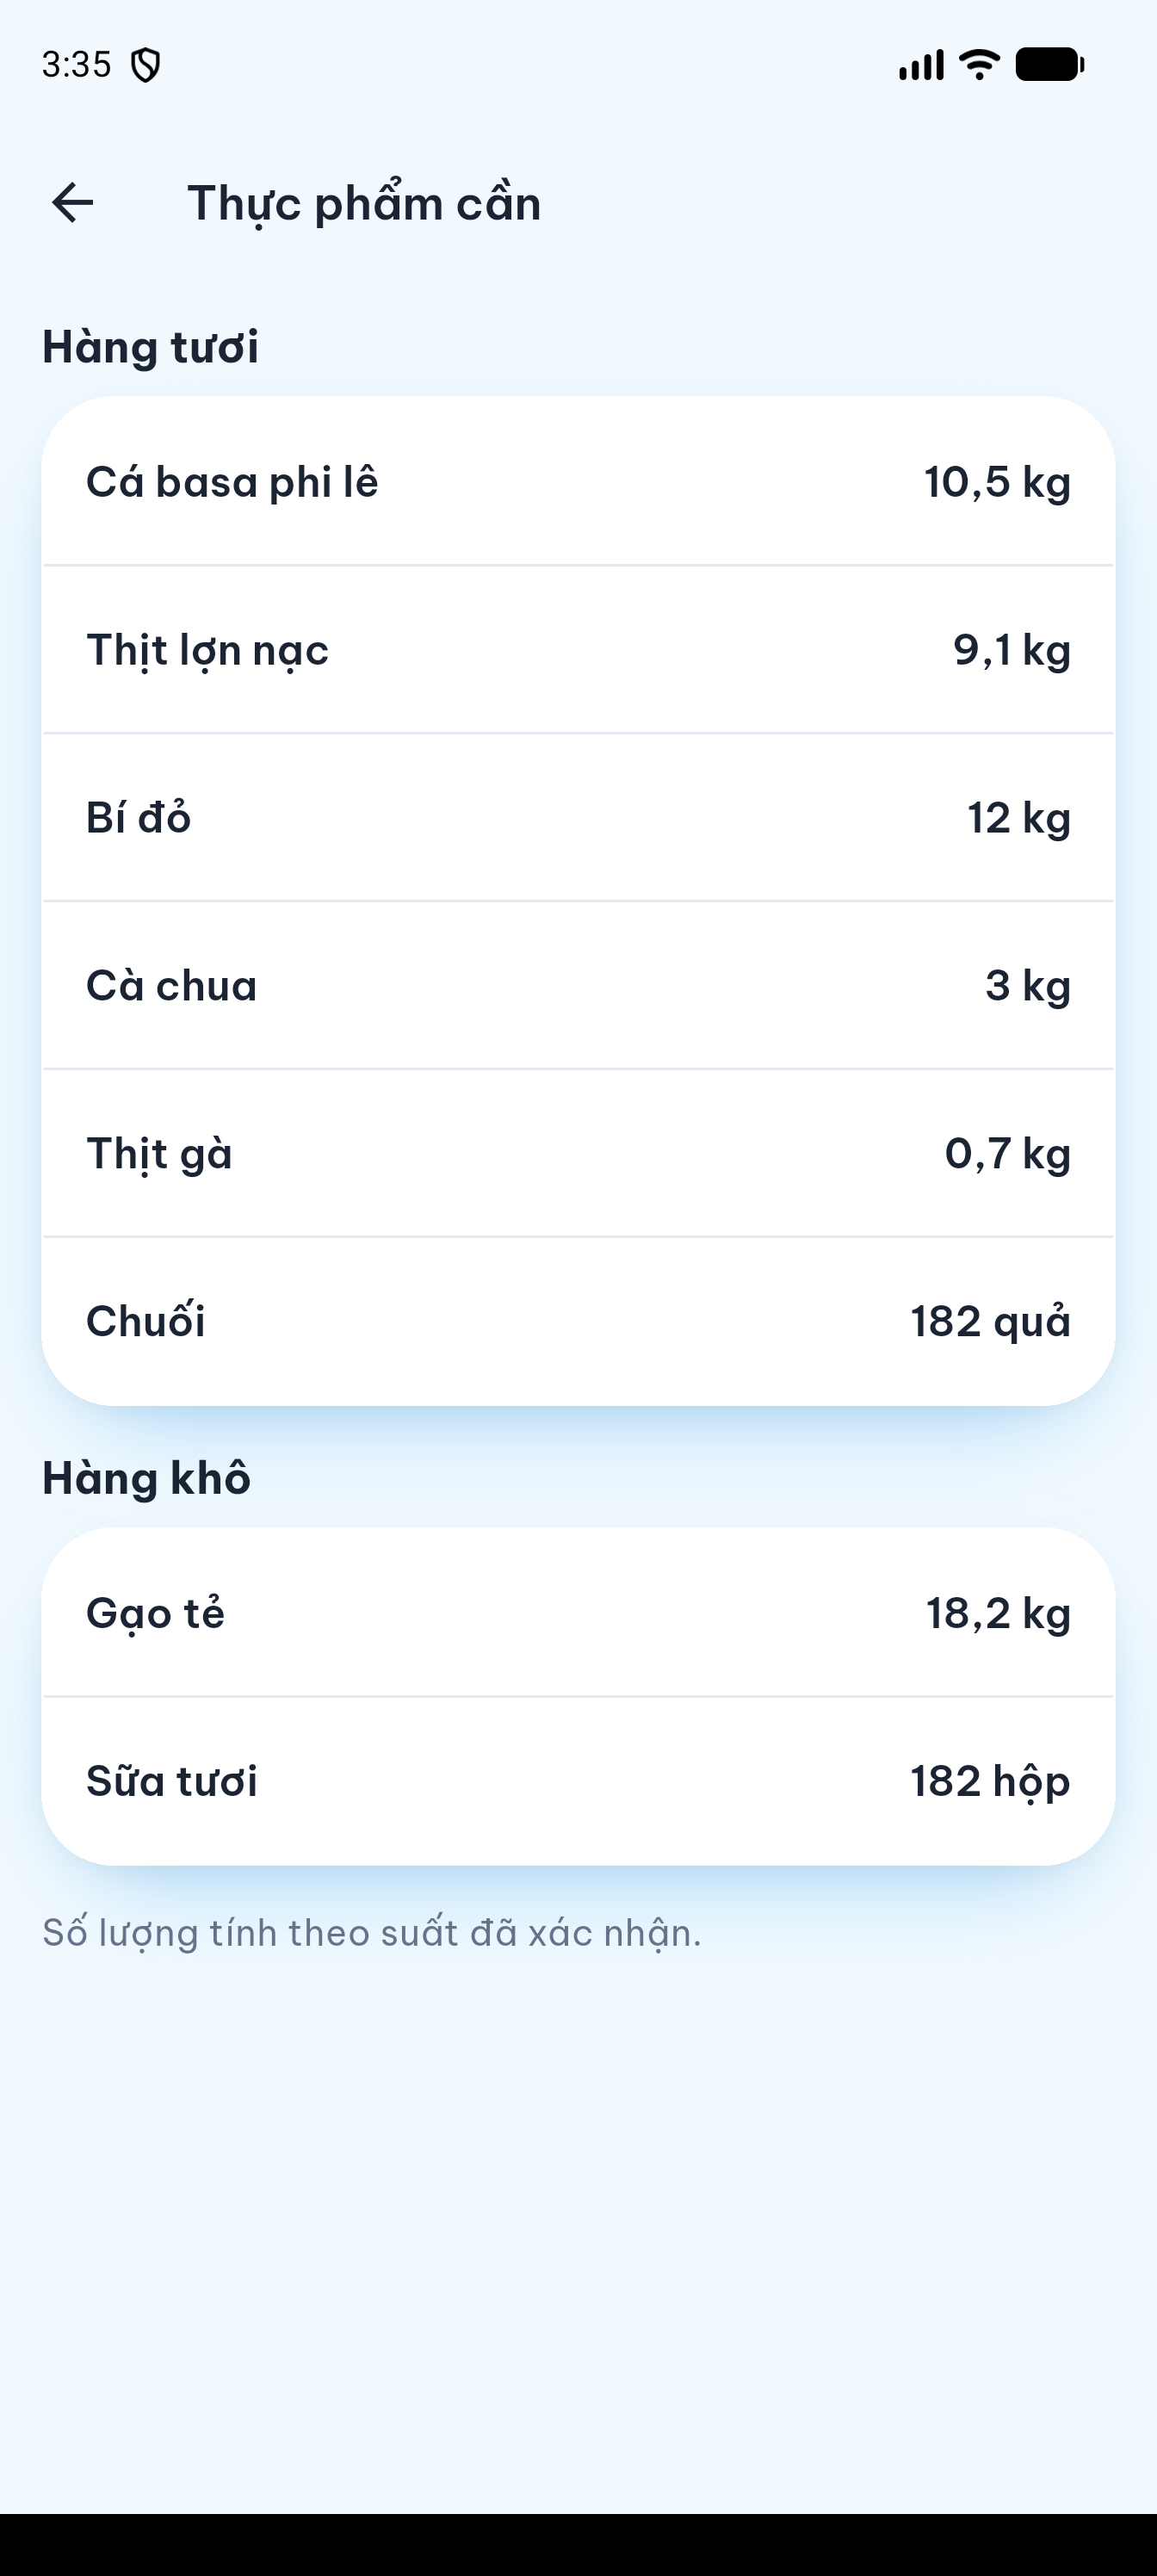 3:35
Thực phẩm cần
Hàng tươi
Cá basa phi lê 10,5 kg
Thịt lợn nạc 9,1 kg
Bí đỏ 12 kg
Cà chua 3 kg
Thịt gà 0,7 kg
Chuối 182 quả
Hàng khô
Gạo tẻ 18,2 kg
Sữa tươi 182 hộp
Số lượng tính theo suất đã xác nhận.